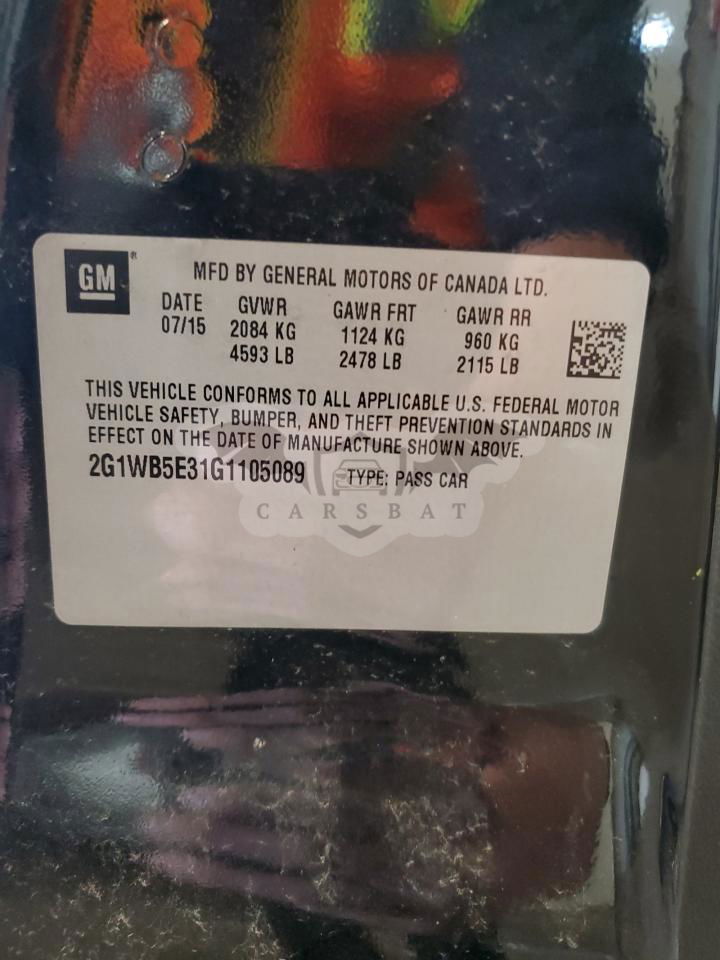 GM
MFD BY GENERAL MOTORS OF CANADA LTD.
DATE GVWR GAWR FRT GAWR RR
07/15 2084 KG 1124 KG 960 KG
4593 LB 2478 LB 2115 LB
THIS VEHICLE CONFORMS TO ALL APPLICABLE U.S. FEDERAL MOTOR
VEHICLE SAFETY, BUMPER, AND THEFT PREVENTION STANDARDS IN
EFFECT ON THE DATE OF MANUFACTURE SHOWN ABOVE.
2G1WB5E31G1105089 TYPE: PASS CAR
CARSBAT